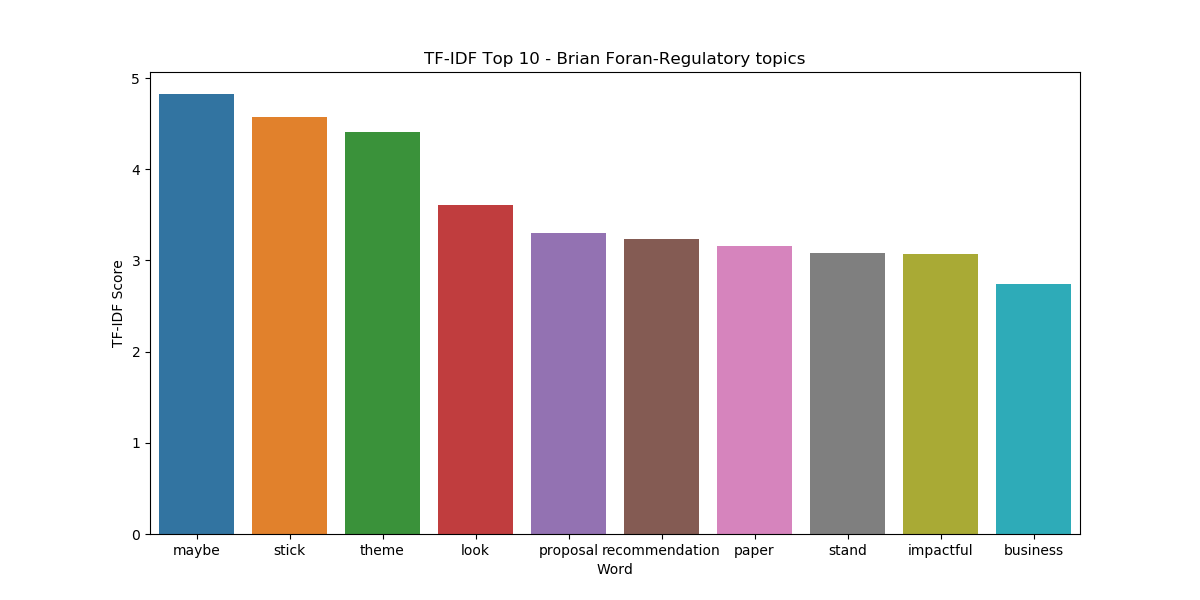 TF-IDF Top 10 - Brian Foran-Regulatory topics
TF-IDF Score
5
4
3
2
1
0
maybe stick theme look proposal recommendation paper stand impactful business
Word